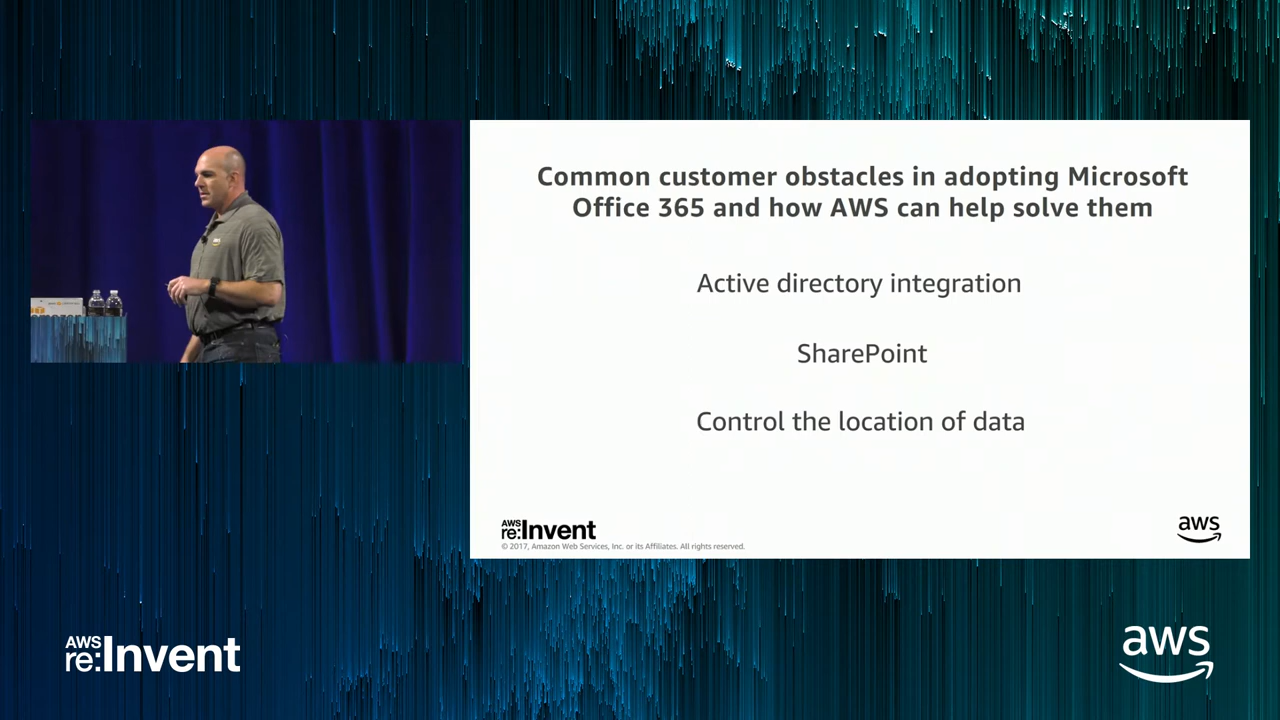 Common customer obstacles in adopting Microsoft
Office 365 and how AWS can help solve them
Active directory integration
SharePoint
Control the location of data
AWS
re:Invent
© 2017, Amazon Web Services, Inc. or its Affiliates. All rights reserved.
aws
AWS
re:Invent
aws